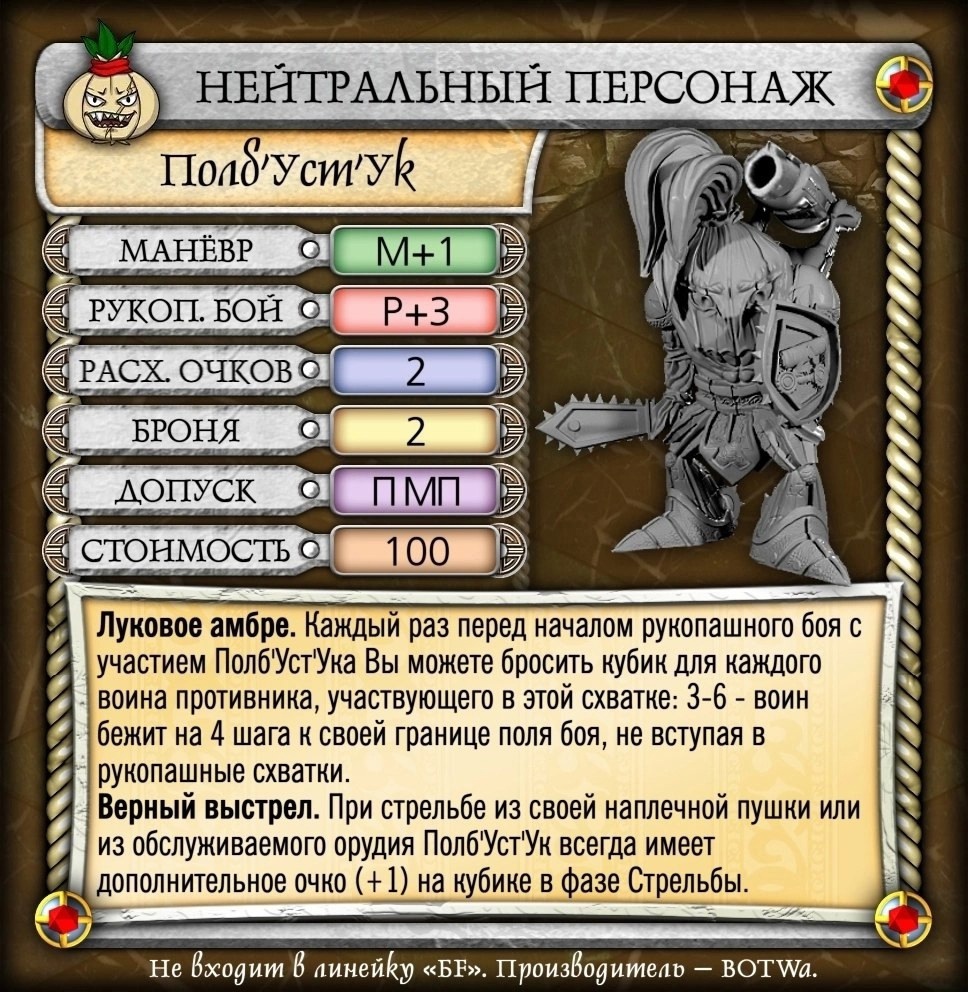 НЕЙТРАЛЬНЫЙ ПЕРСОНАЖ
Полб'Уст'Ук
МАНЁВР М+1
РУКОП. БОЙ Р+3
РАСХ. ОЧКОВ 2
БРОНЯ 2
ДОПУСК П МП
СТОИМОСТЬ 100
Луковое амбре. Каждый раз перед началом рукопашного боя с
участием Полб'Уст'Ука Вы можете бросить кубик для каждого
воина противника, участвующего в этой схватке: 3-6 - воин
бежит на 4 шага к своей границе поля боя, не вступая в
рукопашные схватки.
Верный выстрел. При стрельбе из своей наплечной пушки или
из обслуживаемого орудия Полб'Уст'Ук всегда имеет
дополнительное очко (+1) на кубике в фазе Стрельбы.
Не входит в линейку «БF». Производитель — BOTWa.